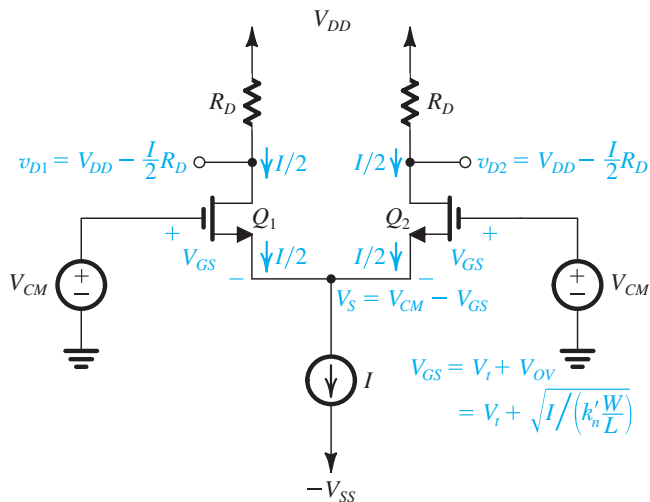 V_DD
R_D R_D
v_D1 = V_DD − I/2 R_D
I/2 I/2
v_D2 = V_DD − I/2 R_D
Q_1 Q_2
+ +
V_GS I/2 I/2 V_GS
− −
V_CM + − + − V_CM
V_S = V_CM − V_GS
I
V_GS = V_t + V_OV
= V_t + √(I/(k′_n W/L))
−V_SS